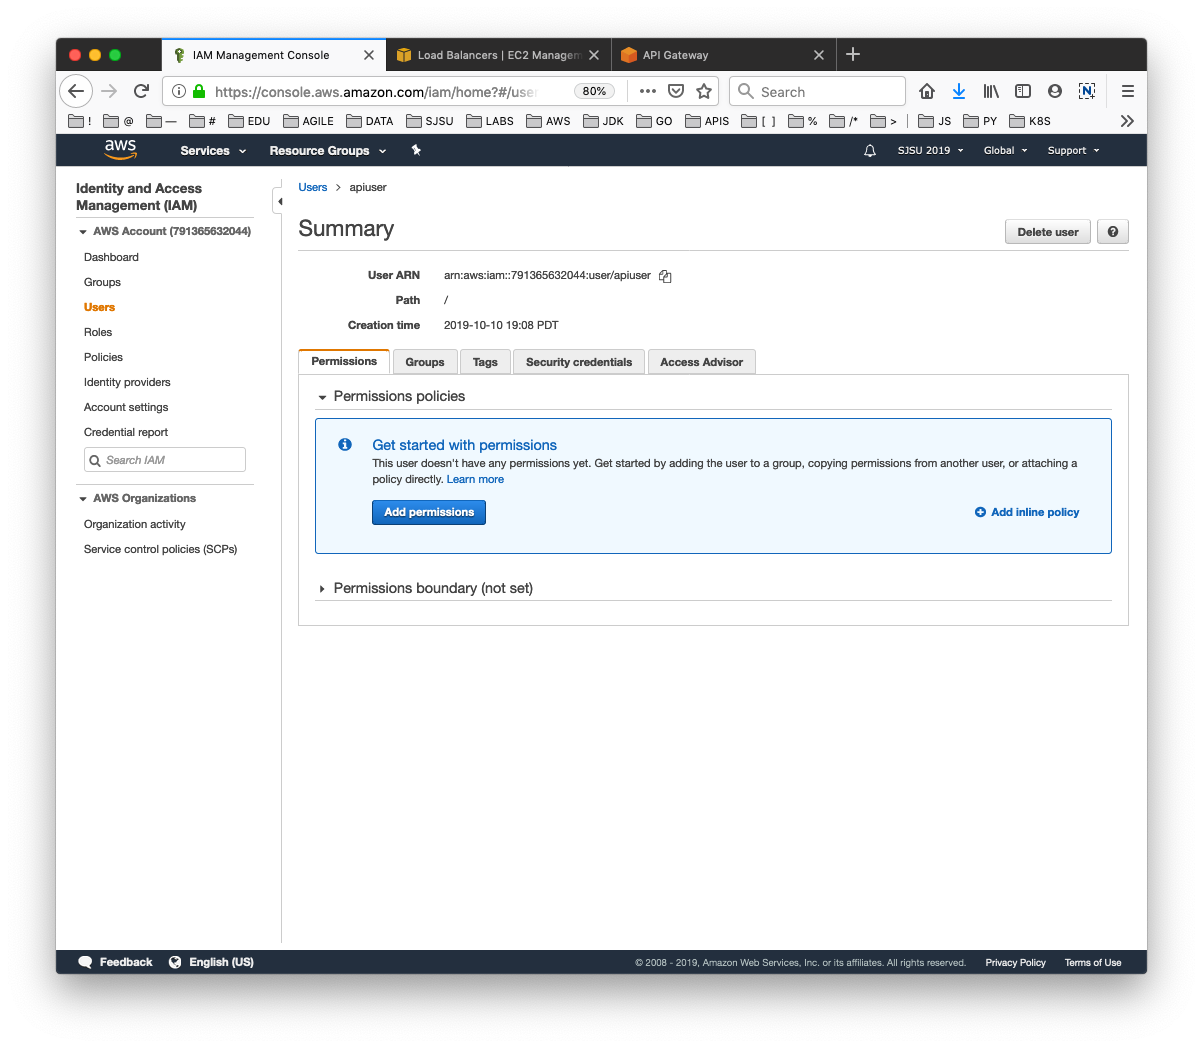 IAM Management Console
Load Balancers | EC2 Managem
API Gateway
https://console.aws.amazon.com/iam/home?#/user
80%
Search
! @ — # EDU AGILE DATA SJSU LABS AWS JDK GO APIS [ ] % /* > JS PY K8S
aws Services Resource Groups SJSU 2019 Global Support
Identity and Access
Management (IAM)
AWS Account (791365632044)
Dashboard
Groups
Users
Roles
Policies
Identity providers
Account settings
Credential report
Search IAM
AWS Organizations
Organization activity
Service control policies (SCPs)
Users > apiuser
Summary
Delete user
User ARN arn:aws:iam::791365632044:user/apiuser
Path /
Creation time 2019-10-10 19:08 PDT
Permissions Groups Tags Security credentials Access Advisor
Permissions policies
Get started with permissions
This user doesn't have any permissions yet. Get started by adding the user to a group, copying permissions from another user, or attaching a
policy directly. Learn more
Add permissions
Add inline policy
Permissions boundary (not set)
Feedback English (US)
© 2008 - 2019, Amazon Web Services, Inc. or its affiliates. All rights reserved. Privacy Policy Terms of Use